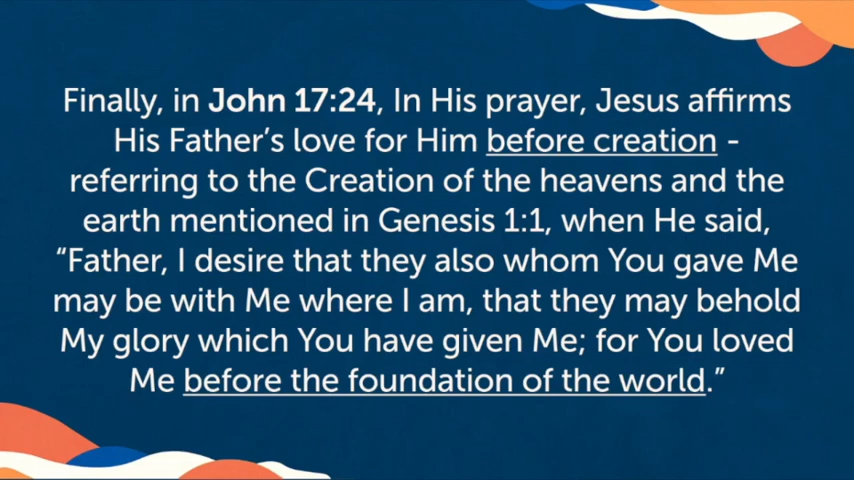 Finally, in John 17:24, In His prayer, Jesus affirms
His Father’s love for Him before creation -
referring to the Creation of the heavens and the
earth mentioned in Genesis 1:1, when He said,
“Father, I desire that they also whom You gave Me
may be with Me where I am, that they may behold
My glory which You have given Me; for You loved
Me before the foundation of the world.”